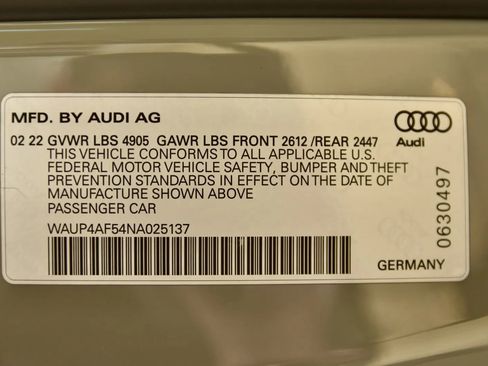 MFD. BY AUDI AG
Audi
02 22 GVWR LBS 4905 GAWR LBS FRONT 2612 /REAR 2447
THIS VEHICLE CONFORMS TO ALL APPLICABLE U.S.
FEDERAL MOTOR VEHICLE SAFETY, BUMPER AND THEFT
PREVENTION STANDARDS IN EFFECT ON THE DATE OF
MANUFACTURE SHOWN ABOVE
PASSENGER CAR
WAUP4AF54NA025137
0630497
GERMANY